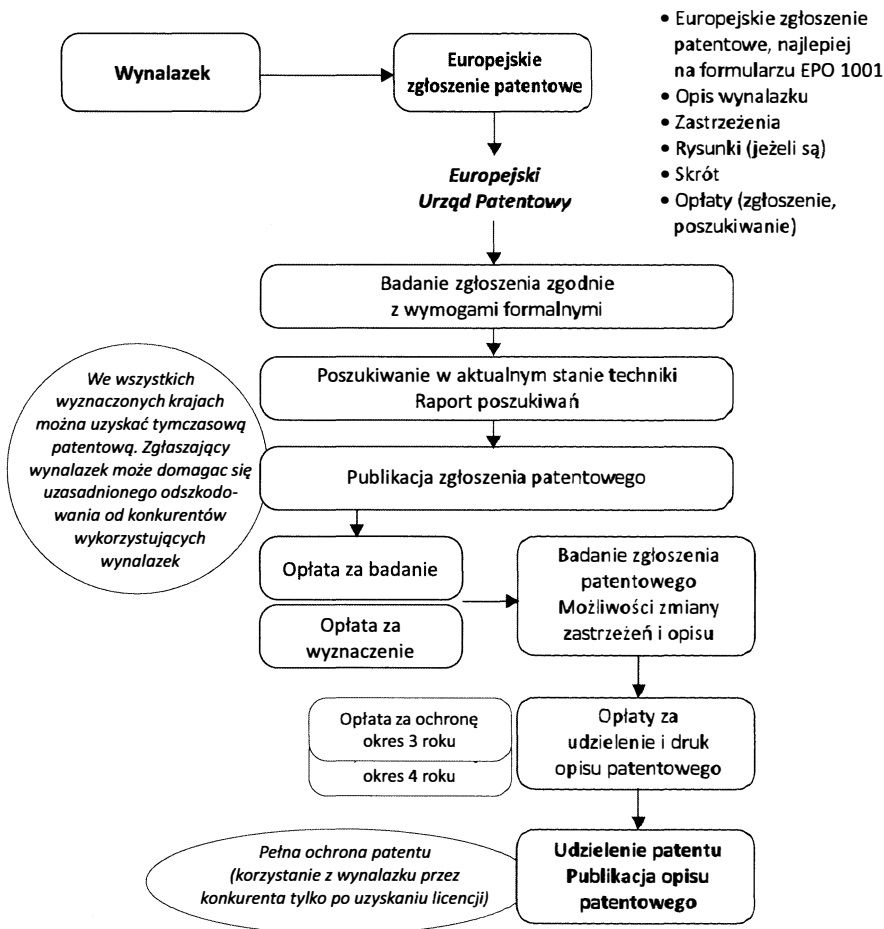 Wynalazek
Europejskie
zgłoszenie patentowe
• Europejskie zgłoszenie
patentowe, najlepiej
na formularzu EPO 1001
• Opis wynalazku
• Zastrzeżenia
• Rysunki (jeżeli są)
• Skrót
• Opłaty (zgłoszenie,
poszukiwanie)
Europejski
Urząd Patentowy
Badanie zgłoszenia zgodnie
z wymogami formalnymi
Poszukiwanie w aktualnym stanie techniki
Raport poszukiwań
We wszystkich
wyznaczonych krajach
można uzyskać tymczasową
patentową. Zgłaszający
wynalazek może domagac się
uzasadnionego odszkodo-
wania od konkurentów
wykorzystujących
wynalazek
Publikacja zgłoszenia patentowego
Opłata za badanie
Opłata za
wyznaczenie
Badanie zgłoszenia
patentowego
Możliwości zmiany
zastrzeżeń i opisu
Opłata za ochronę
okres 3 roku
okres 4 roku
Opłaty za
udzielenie i druk
opisu patentowego
Pełna ochrona patentu
(korzystanie z wynalazku przez
konkurenta tylko po uzyskaniu licencji)
Udzielenie patentu
Publikacja opisu
patentowego